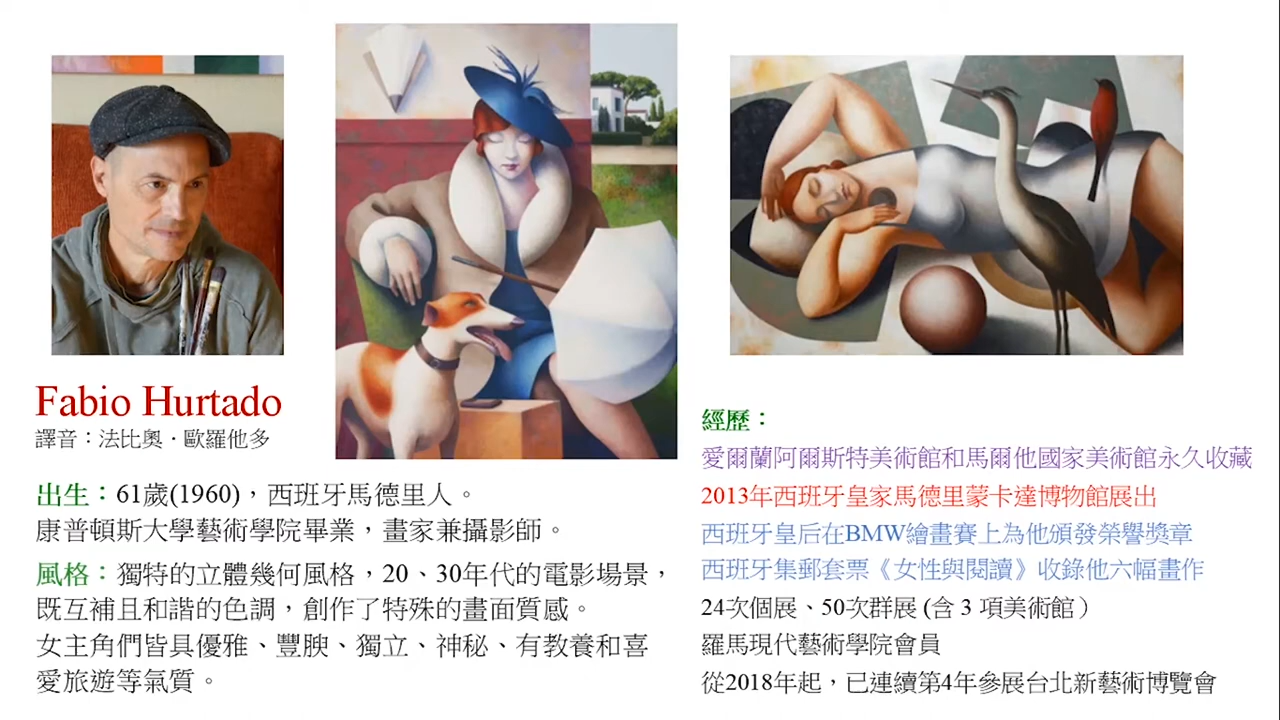 Fabio Hurtado
譯音：法比奧．歐羅他多
出生：61歲(1960)，西班牙馬德里人。
康普頓斯大學藝術學院畢業，畫家兼攝影師。
風格：獨特的立體幾何風格，20、30年代的電影場景，
既互補且和諧的色調，創作了特殊的畫面質感。
女主角們皆具優雅、豐腴、獨立、神秘、有教養和喜
愛旅遊等氣質。
經歷：
愛爾蘭阿爾斯特美術館和馬爾他國家美術館永久收藏
2013年西班牙皇家馬德里蒙卡達博物館展出
西班牙皇后在BMW繪畫賽上為他頒發榮譽獎章
西班牙集郵套票《女性與閱讀》收錄他六幅畫作
24次個展、50次群展 (含 3 項美術館）
羅馬現代藝術學院會員
從2018年起，已連續第4年參展台北新藝術博覽會